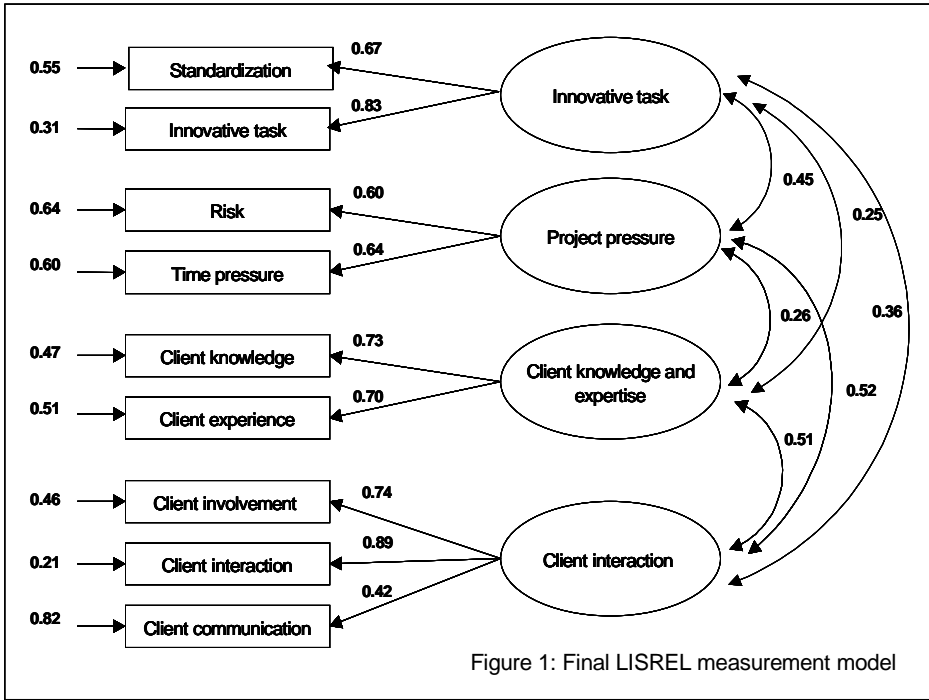 0.55
Standardization
0.67
Innovative task
0.31
Innovative task
0.83
0.45
0.25
0.36
0.64
Risk
0.60
Project pressure
0.60
Time pressure
0.64
0.26
0.52
0.47
Client knowledge
0.73
Client knowledge and
expertise
0.51
Client experience
0.70
0.51
0.46
Client involvement
0.74
Client interaction
0.21
Client interaction
0.89
0.82
Client communication
0.42
Figure 1: Final LISREL measurement model